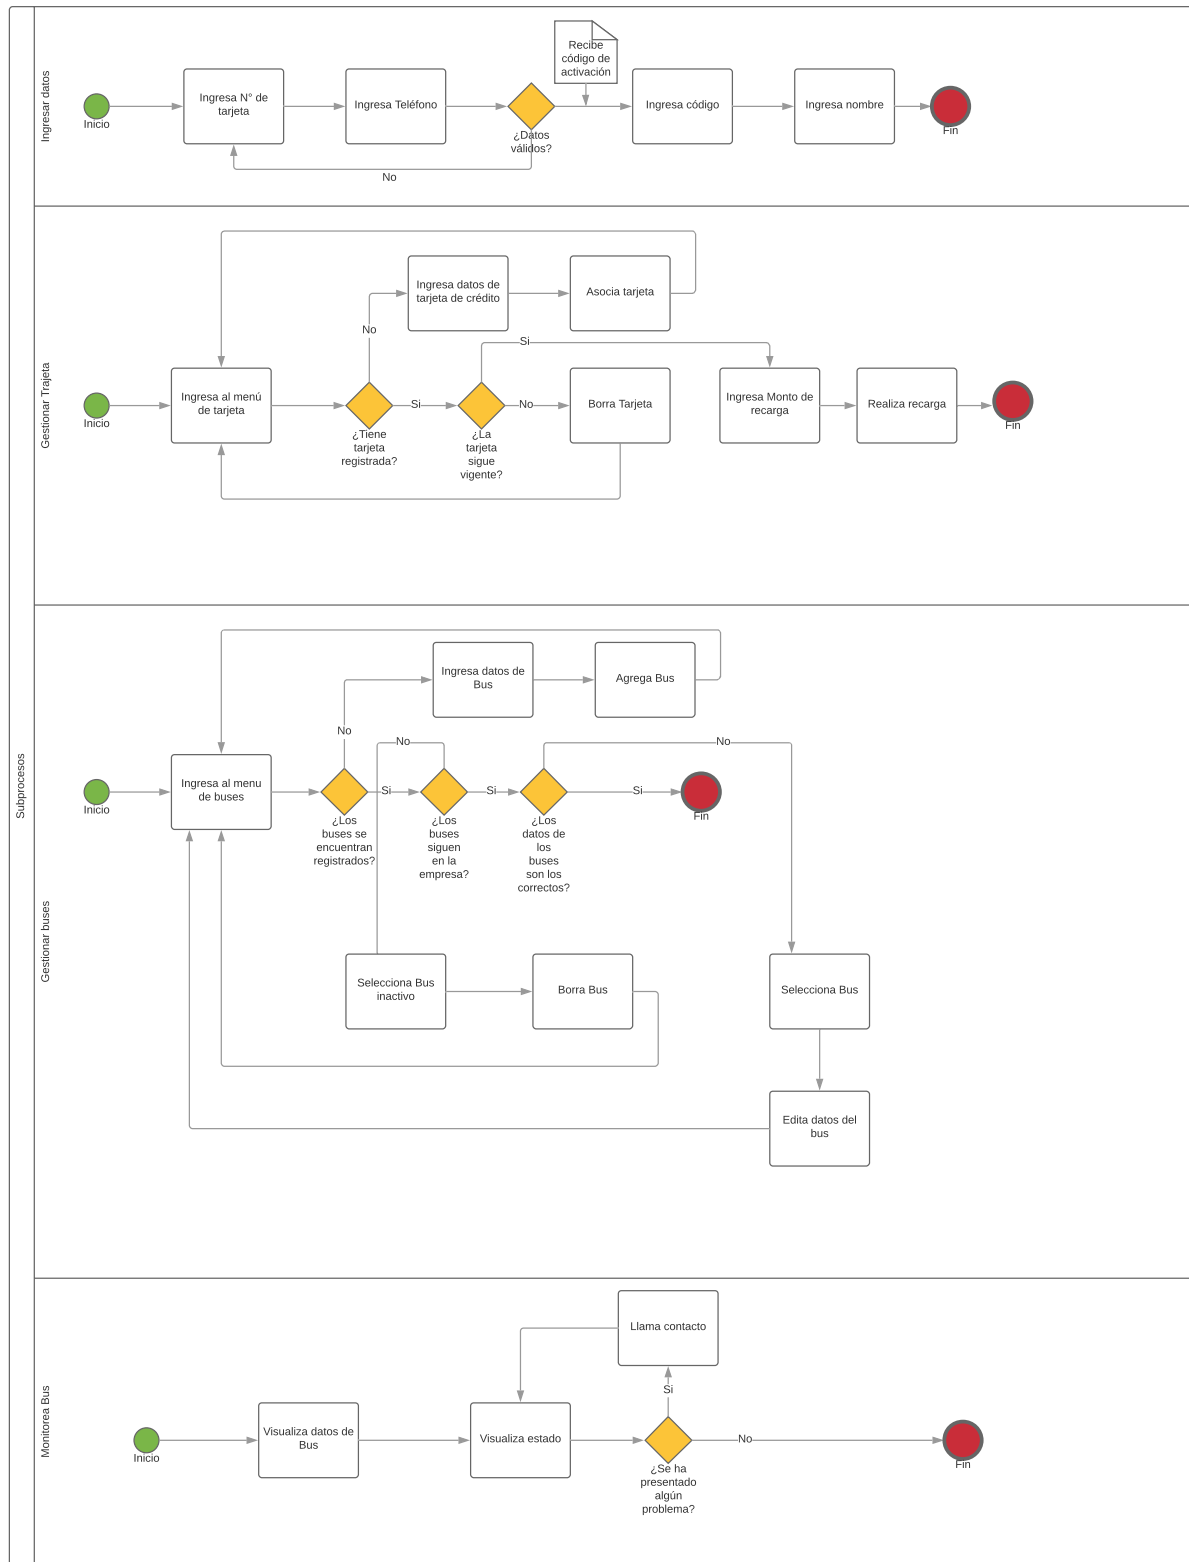 Subprocesos
Ingresar datos
Inicio
Ingresa N° de
tarjeta
Ingresa Teléfono
¿Datos
válidos?
No
Recibe
código de
activación
Ingresa código
Ingresa nombre
Fin
Gestionar Trajeta
Inicio
Ingresa al menú
de tarjeta
¿Tiene
tarjeta
registrada?
No
Ingresa datos de
tarjeta de crédito
Asocia tarjeta
Si
¿La
tarjeta
sigue
vigente?
No
Borra Tarjeta
Si
Ingresa Monto de
recarga
Realiza recarga
Fin
Gestionar buses
Inicio
Ingresa al menu
de buses
¿Los
buses se
encuentran
registrados?
No
Ingresa datos de
Bus
Agrega Bus
Si
¿Los
buses
siguen
en la
empresa?
No
Si
¿Los
datos de
los
buses
son los
correctos?
No
Si
Fin
Selecciona Bus
inactivo
Borra Bus
Selecciona Bus
Edita datos del
bus
Monitorea Bus
Inicio
Visualiza datos de
Bus
Visualiza estado
Llama contacto
Si
¿Se ha
presentado
algún
problema?
No
Fin